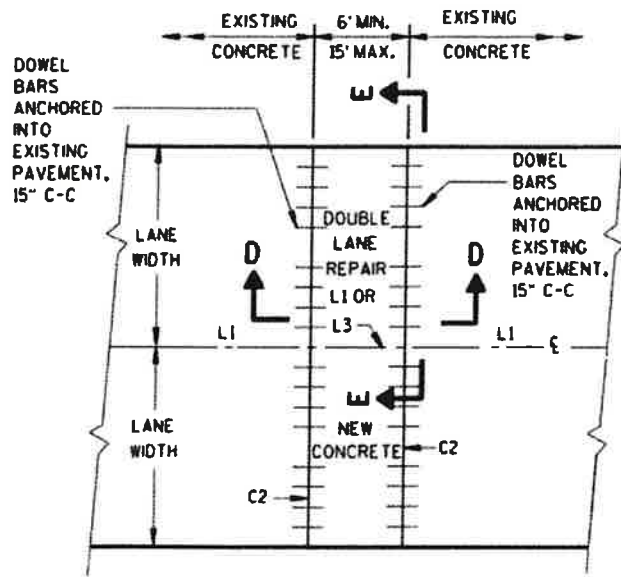 EXISTING
CONCRETE
6' MIN.
15' MAX.
EXISTING
CONCRETE
DOWEL
BARS
ANCHORED
INTO
EXISTING
PAVEMENT.
15" C-C
E
DOWEL
BARS
ANCHORED
INTO
EXISTING
PAVEMENT.
15" C-C
LANE
WIDTH
DOUBLE
LANE
REPAIR
L1 OR
L3
D
D
L1
L1
℄
LANE
WIDTH
E
NEW
CONCRETE
C2
C2